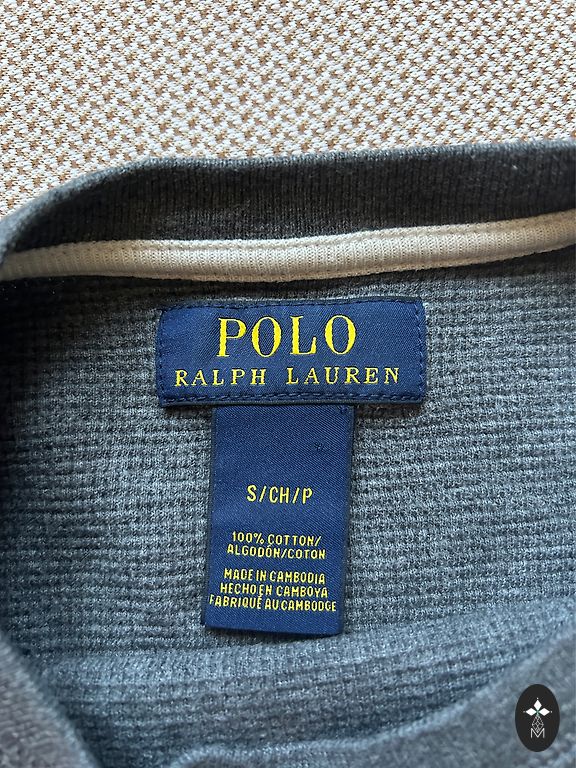 POLO
RALPH LAUREN
S/CH/P
100% COTTON/
ALGODÓN/COTON
MADE IN CAMBODIA
HECHO EN CAMBOYA
FABRIQUÉ AU CAMBODGE
M